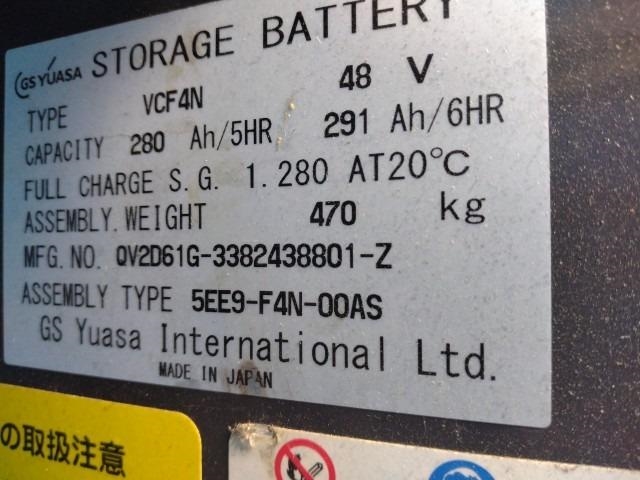 GS YUASA STORAGE BATTERY
TYPE VCF4N 48 V
CAPACITY 280 Ah/5HR 291 Ah/6HR
FULL CHARGE S.G. 1.280 AT20℃
ASSEMBLY.WEIGHT 470 kg
MFG.NO. QV2D61G-3382438801-Z
ASSEMBLY TYPE 5EE9-F4N-00AS
GS Yuasa International Ltd.
MADE IN JAPAN
の取扱注意